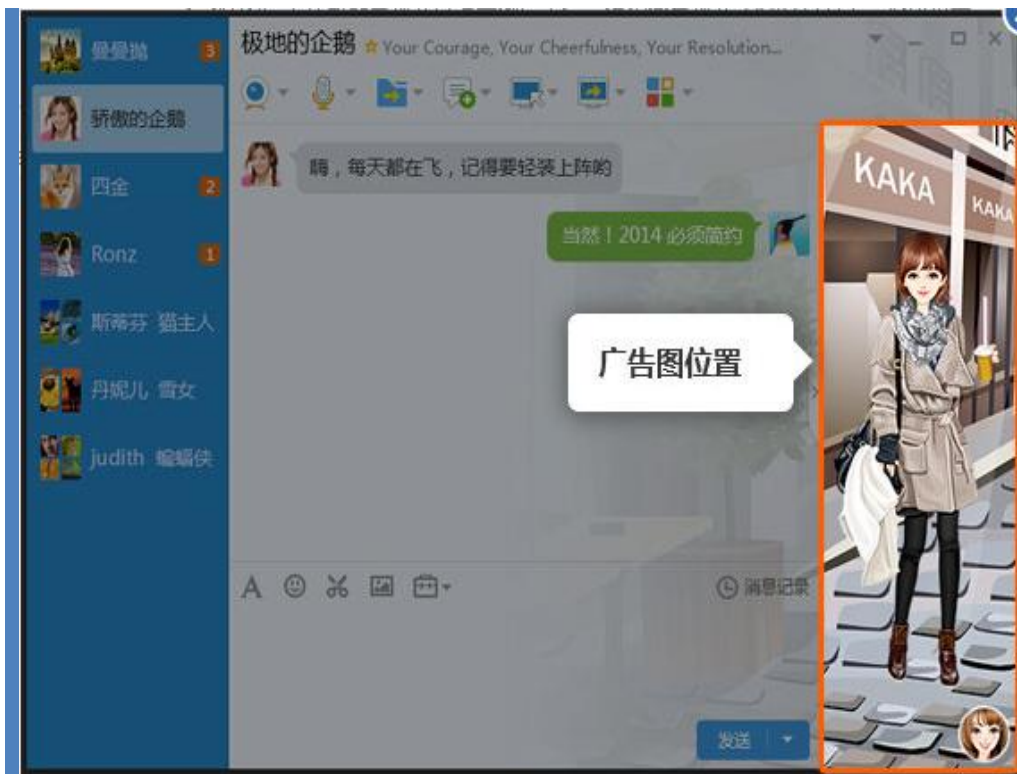 曼曼抛
3
骄傲的企鹅
四金
2
Ronz
1
斯蒂芬 猫主人
丹妮儿 雪女
judith 蝙蝠侠
极地的企鹅
Your Courage, Your Cheerfulness, Your Resolution...
嗨,每天都在飞,记得要轻装上阵哟
当然!2014 必须简约
广告图位置
消息记录
发送
KAKA
KAKA